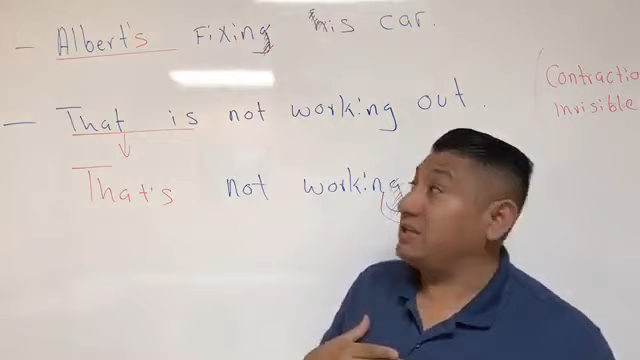 - Albert's Fixing his car.
- That is not working out.
That's not working
Contractio
Invisible